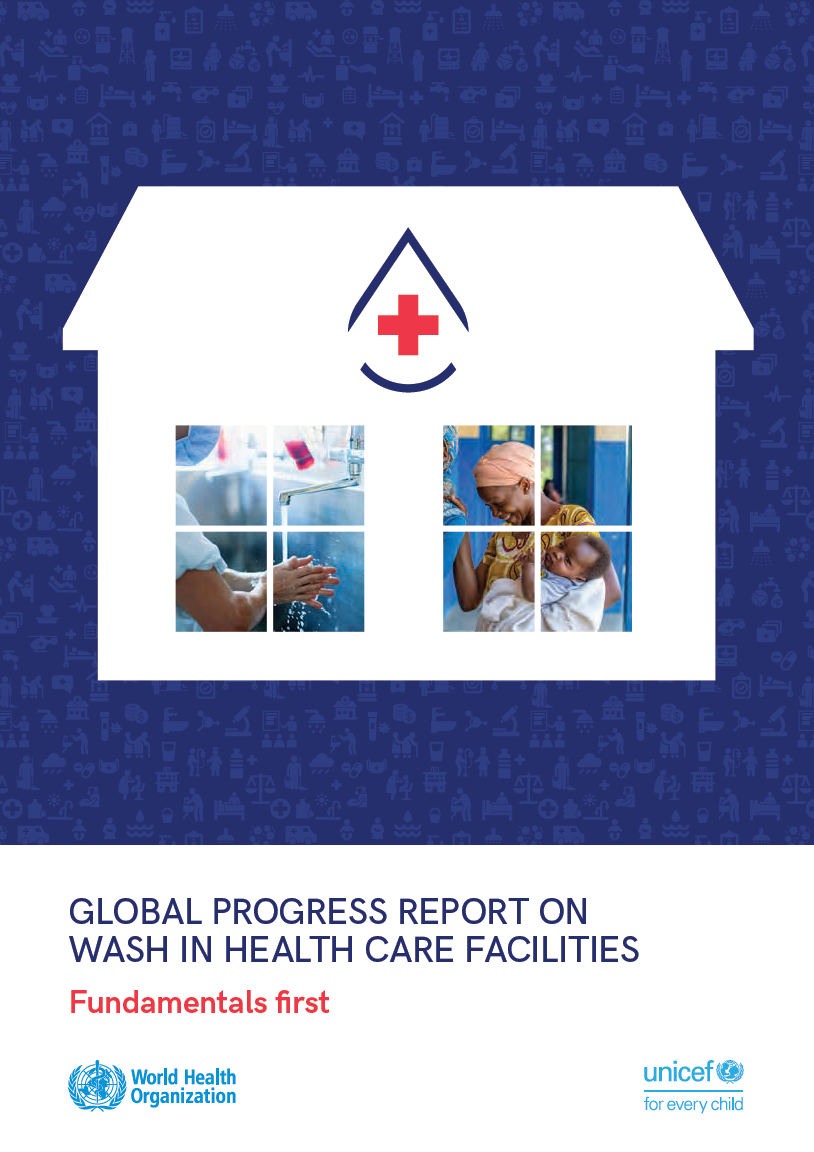 GLOBAL PROGRESS REPORT ON
WASH IN HEALTH CARE FACILITIES
Fundamentals first
World Health
Organization
unicef
for every child